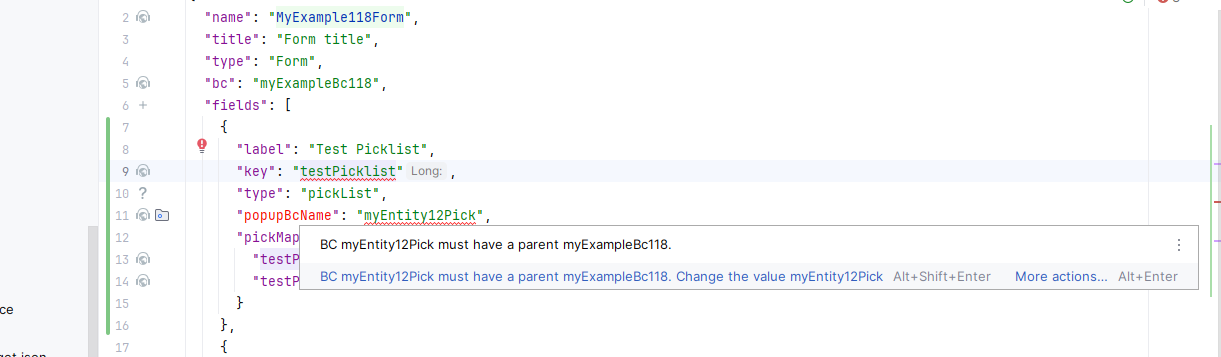 2 "name": "MyExample118Form",
3 "title": "Form title",
4 "type": "Form",
5 "bc": "myExampleBc118",
6 + "fields": [
7 {
8 "label": "Test Picklist",
9 "key": "testPicklist" Long: ,
10 ? "type": "pickList",
11 "popupBcName": "myEntity12Pick",
12 "pickMap
BC myEntity12Pick must have a parent myExampleBc118.
13 "testP
BC myEntity12Pick must have a parent myExampleBc118. Change the value myEntity12Pick Alt+Shift+Enter More actions... Alt+Enter
14 "testP
15 }
ce
16 },
17 {